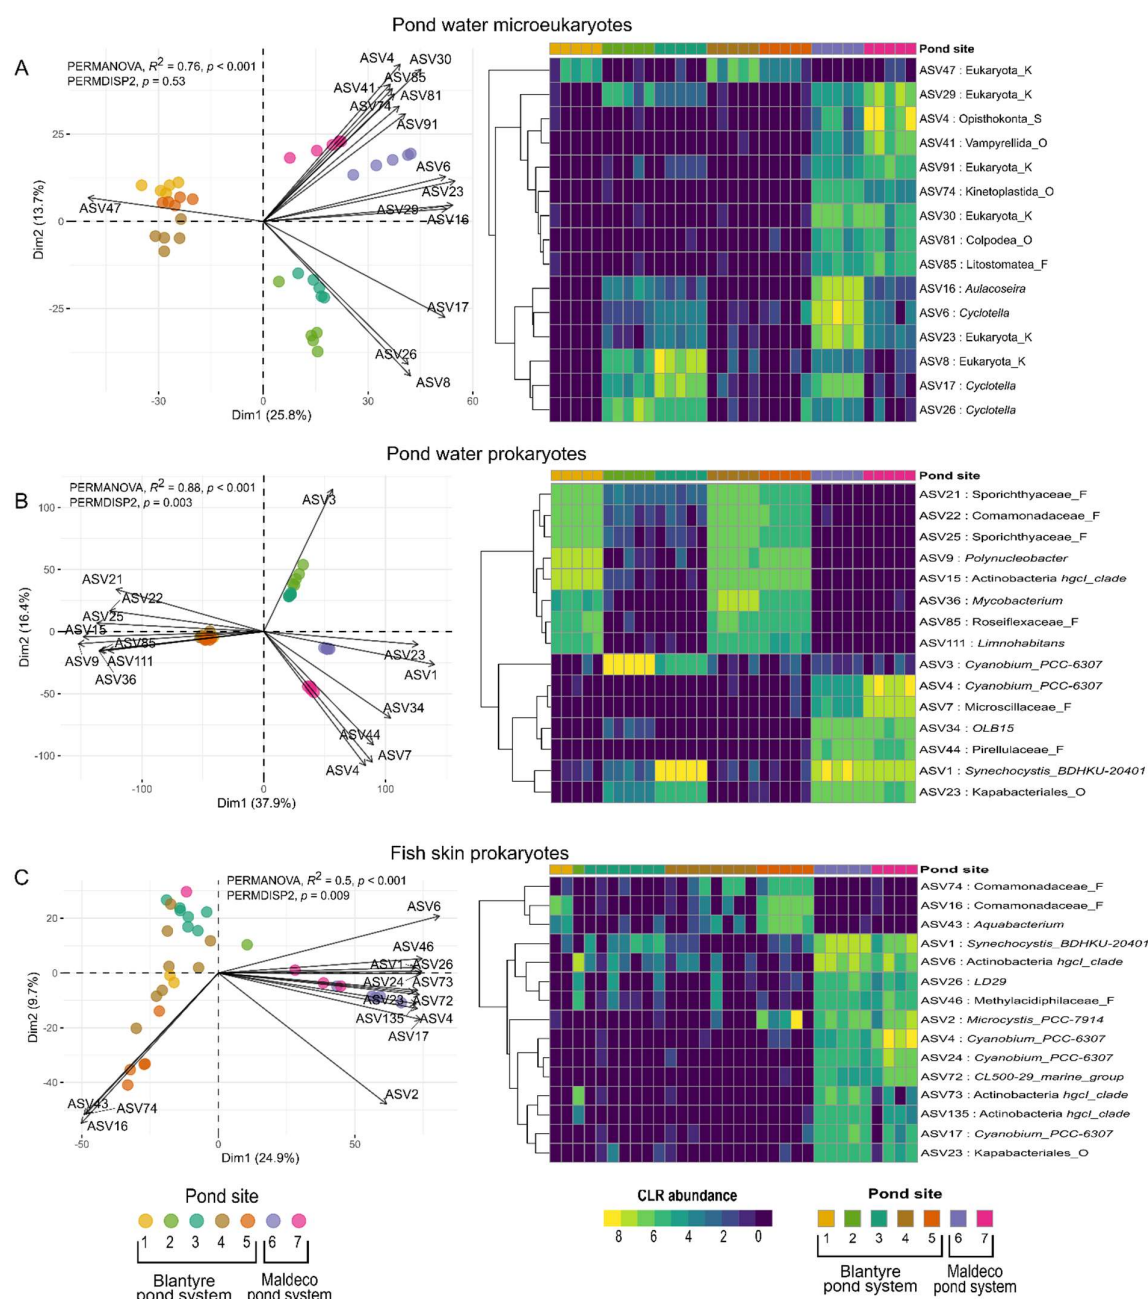 Pond water microeukaryotes
A
PERMANOVA, R² = 0.76, p < 0.001
PERMDISP2, p = 0.53
ASV4
ASV30
ASV85
ASV41
ASV81
ASV74
ASV91
ASV6
ASV23
ASV29
ASV16
ASV47
ASV17
ASV26
ASV8
25
0
-25
Dim2 (13.7%)
-30
0
30
60
Dim1 (25.8%)
Pond site
ASV47 : Eukaryota_K
ASV29 : Eukaryota_K
ASV4 : Opisthokonta_S
ASV41 : Vampyrellida_O
ASV91 : Eukaryota_K
ASV74 : Kinetoplastida_O
ASV30 : Eukaryota_K
ASV81 : Colpodea_O
ASV85 : Litostomatea_F
ASV16 : Aulacoseira
ASV6 : Cyclotella
ASV23 : Eukaryota_K
ASV8 : Eukaryota_K
ASV17 : Cyclotella
ASV26 : Cyclotella
Pond water prokaryotes
B
PERMANOVA, R² = 0.88, p < 0.001
PERMDISP2, p = 0.003
ASV3
ASV21
ASV22
ASV25
ASV15
ASV85
ASV9
ASV111
ASV36
ASV23
ASV1
ASV34
ASV44
ASV7
ASV4
100
50
0
-50
-100
Dim2 (16.4%)
-100
0
100
Dim1 (37.9%)
Pond site
ASV21 : Sporichthyaceae_F
ASV22 : Comamonadaceae_F
ASV25 : Sporichthyaceae_F
ASV9 : Polynucleobacter
ASV15 : Actinobacteria hgcI_clade
ASV36 : Mycobacterium
ASV85 : Roseiflexaceae_F
ASV111 : Limnohabitans
ASV3 : Cyanobium_PCC-6307
ASV4 : Cyanobium_PCC-6307
ASV7 : Microscillaceae_F
ASV34 : OLB15
ASV44 : Pirellulaceae_F
ASV1 : Synechocystis_BDHKU-20401
ASV23 : Kapabacteriales_O
Fish skin prokaryotes
C
PERMANOVA, R² = 0.5, p < 0.001
PERMDISP2, p = 0.009
ASV6
ASV46
ASV1
ASV26
ASV24
ASV73
ASV23
ASV72
ASV135
ASV4
ASV17
ASV2
ASV43
ASV74
ASV16
20
0
-20
-40
Dim2 (9.7%)
-50
0
50
Dim1 (24.9%)
Pond site
ASV74 : Comamonadaceae_F
ASV16 : Comamonadaceae_F
ASV43 : Aquabacterium
ASV1 : Synechocystis_BDHKU-20401
ASV6 : Actinobacteria hgcI_clade
ASV26 : LD29
ASV46 : Methylacidiphilaceae_F
ASV2 : Microcystis_PCC-7914
ASV4 : Cyanobium_PCC-6307
ASV24 : Cyanobium_PCC-6307
ASV72 : CL500-29_marine_group
ASV73 : Actinobacteria hgcI_clade
ASV135 : Actinobacteria hgcI_clade
ASV17 : Cyanobium_PCC-6307
ASV23 : Kapabacteriales_O
Pond site
1 2 3 4 5 6 7
Blantyre pond system
Maldeco pond system
CLR abundance
8 6 4 2 0
Pond site
1 2 3 4 5 6 7
Blantyre pond system
Maldeco pond system